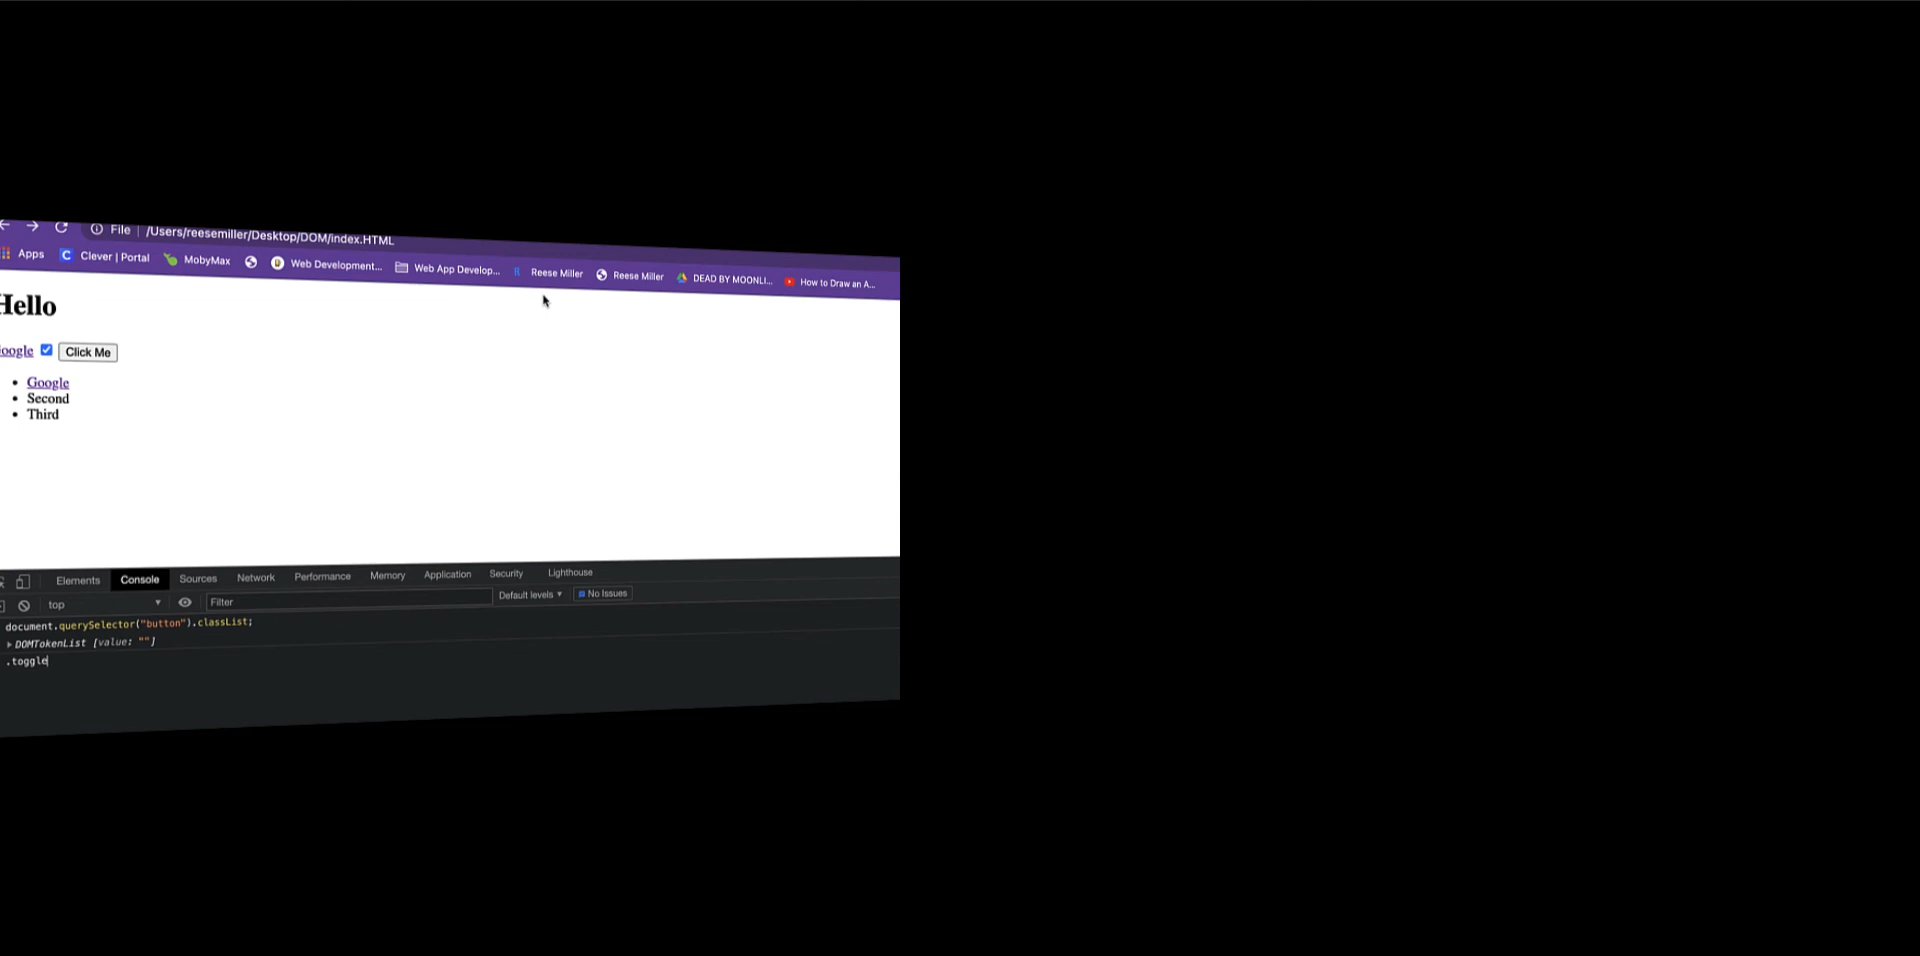 File | /Users/reesemiller/Desktop/DOM/index.HTML
Apps Clever | Portal MobyMax Web Development... Web App Develop... Reese Miller Reese Miller DEAD BY MOONLI... How to Draw an A...
Hello
oogle Click Me
Google
Second
Third
Elements Console Sources Network Performance Memory Application Security Lighthouse
top Filter Default levels No Issues
document.querySelector("button").classList;
DOMTokenList [value: ""]
.toggle